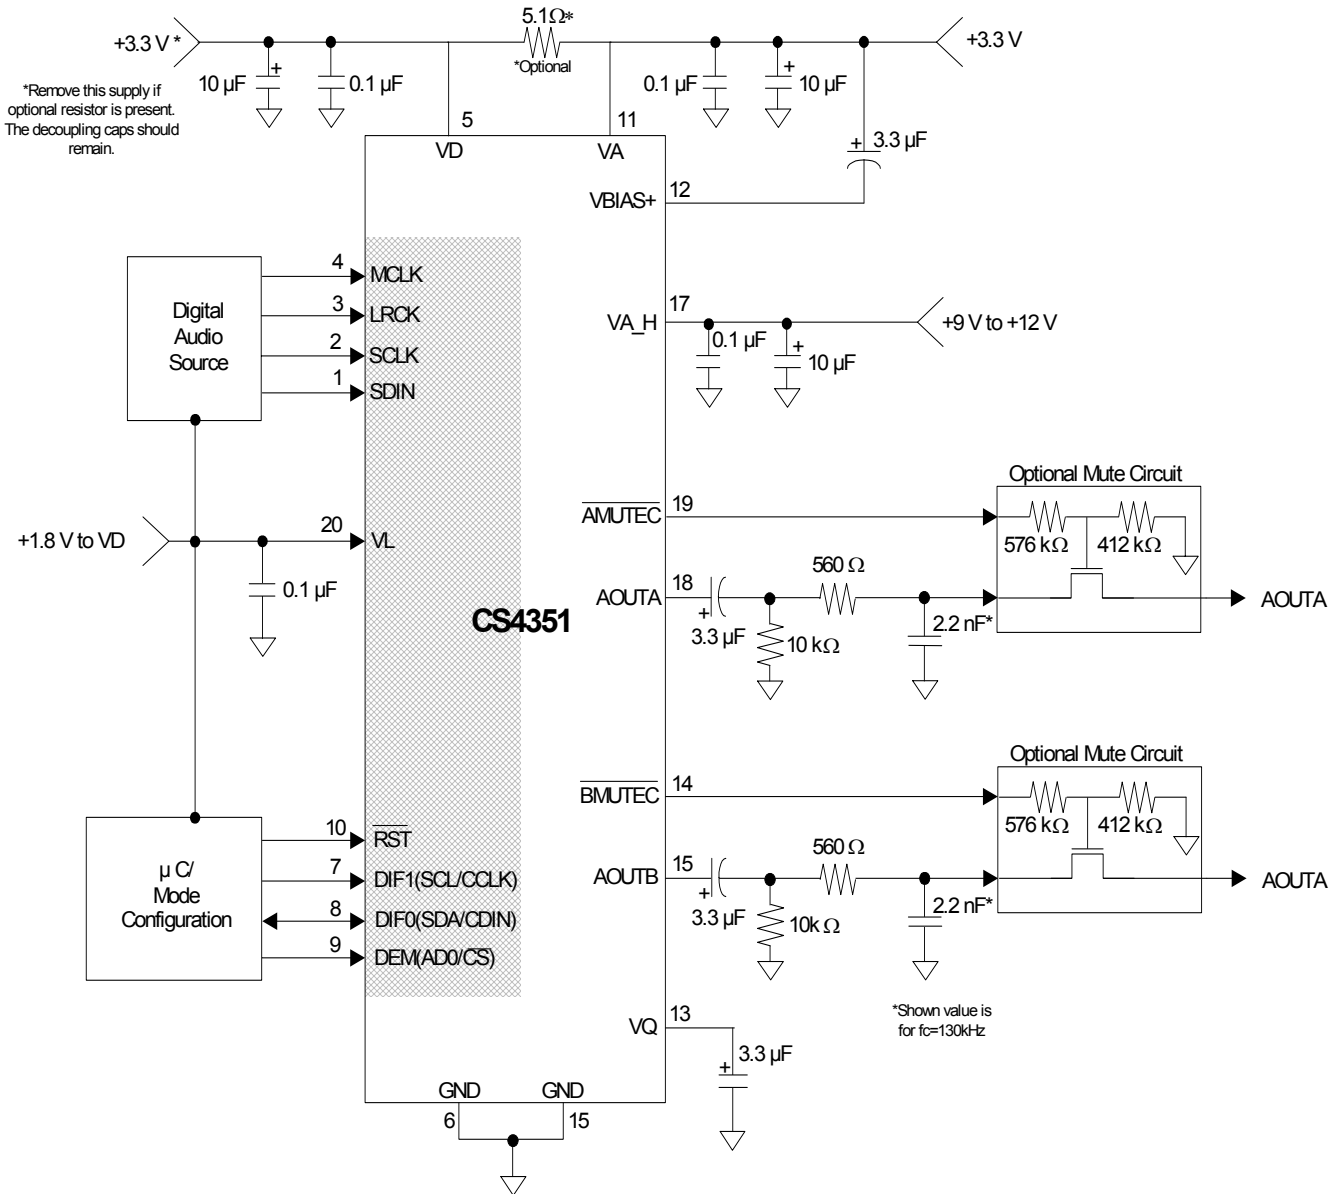 +3.3 V *
5.1Ω*
*Optional
+3.3 V
*Remove this supply if
optional resistor is present.
The decoupling caps should
remain.
10 µF
+
0.1 µF
0.1 µF
+
10 µF
5
11
VD
VA
+
3.3 µF
VBIAS+
12
Digital
Audio
Source
4
MCLK
3
LRCK
2
SCLK
1
SDIN
VA_H
17
+9 V to +12 V
0.1 µF
+
10 µF
+1.8 V to VD
20
VL
0.1 µF
CS4351
AMUTEC
19
Optional Mute Circuit
576 kΩ
412 kΩ
AOUTA
18
+
3.3 µF
560 Ω
10 kΩ
2.2 nF*
AOUTA
BMUTEC
14
Optional Mute Circuit
576 kΩ
412 kΩ
AOUTB
15
+
3.3 µF
560 Ω
10k Ω
2.2 nF*
AOUTA
*Shown value is
for fc=130kHz
µ C/
Mode
Configuration
10
RST
7
DIF1(SCL/CCLK)
8
DIF0(SDA/CDIN)
9
DEM(AD0/CS)
VQ
13
+
3.3 µF
GND
GND
6
15